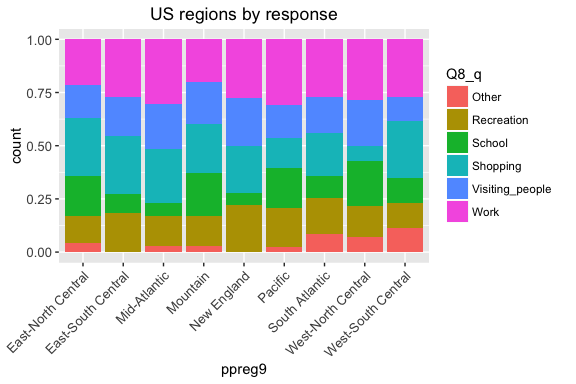 US regions by response
count
1.00
0.75
0.50
0.25
0.00
East-North Central
East-South Central
Mid-Atlantic
Mountain
New England
Pacific
South Atlantic
West-North Central
West-South Central
ppreg9
Q8_q
Other
Recreation
School
Shopping
Visiting_people
Work